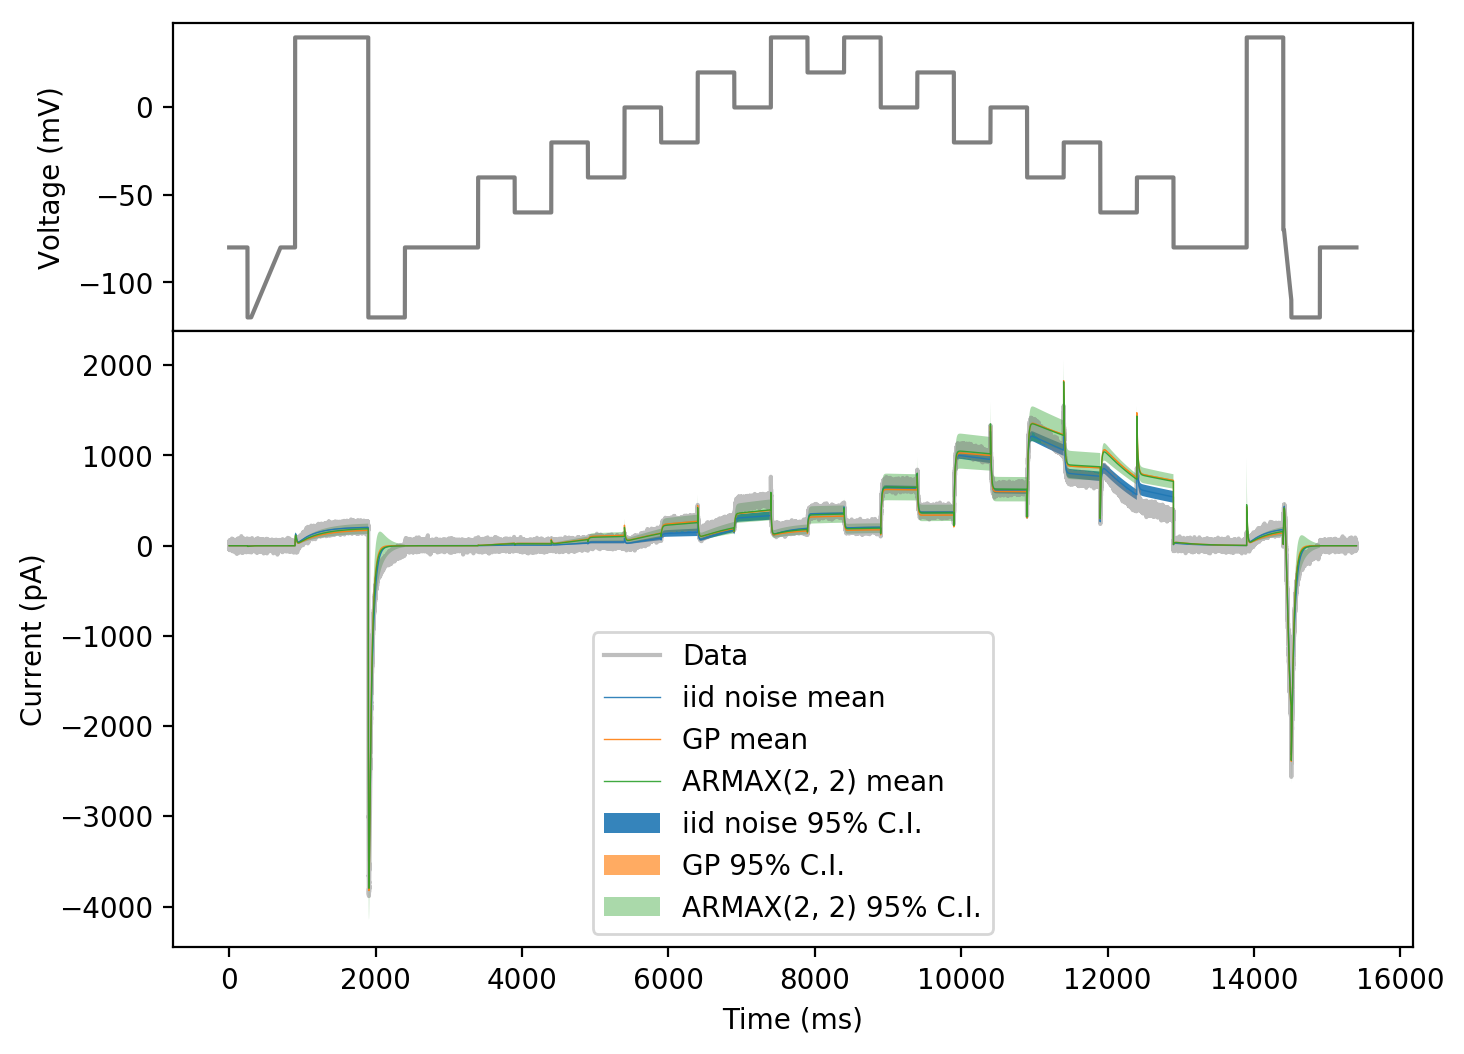 0
−50
−100
Voltage (mV)
2000
1000
0
−1000
−2000
−3000
−4000
Current (pA)
Data
iid noise mean
GP mean
ARMAX(2, 2) mean
iid noise 95% C.I.
GP 95% C.I.
ARMAX(2, 2) 95% C.I.
0 2000 4000 6000 8000 10000 12000 14000 16000
Time (ms)